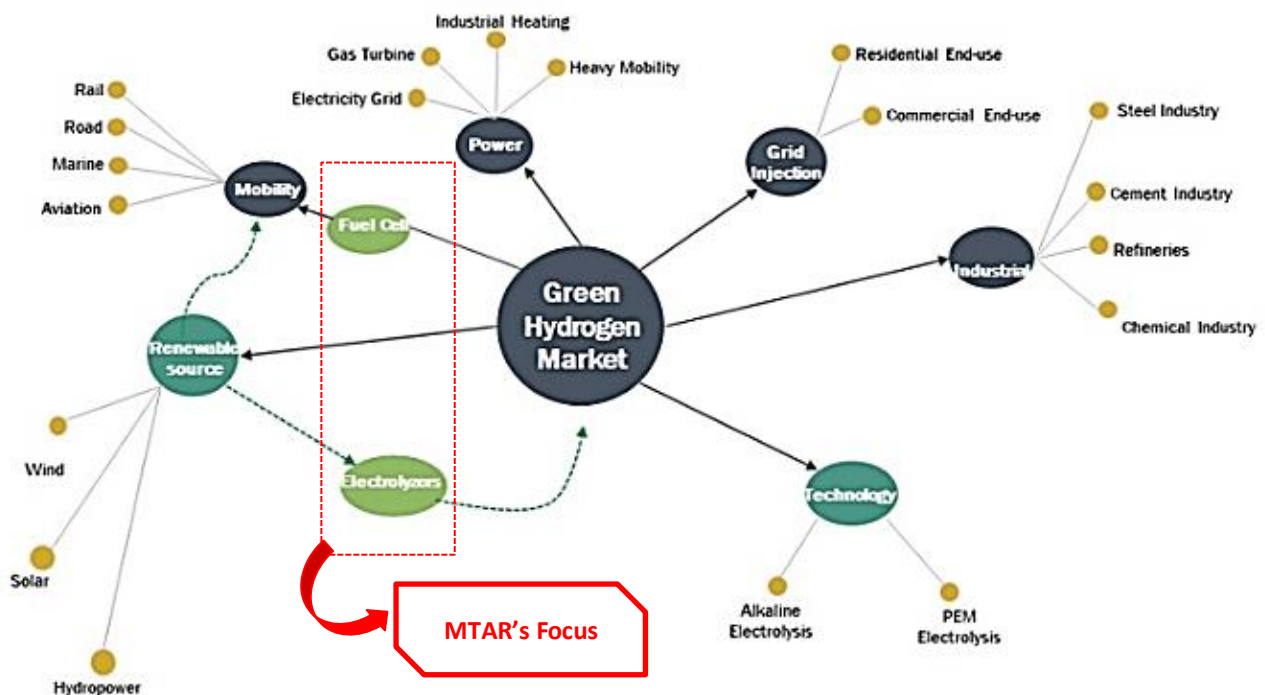 Industrial Heating
Gas Turbine
Heavy Mobility
Electricity Grid
Power
Residential End-use
Commercial End-use
Grid
Injection
Steel Industry
Cement Industry
Refineries
Chemical Industry
Industrial
Rail
Road
Marine
Aviation
Mobility
Fuel Cell
Green
Hydrogen
Market
Renewable
source
Wind
Solar
Hydropower
Electrolyzers
Technology
Alkaline
Electrolysis
PEM
Electrolysis
MTAR's Focus